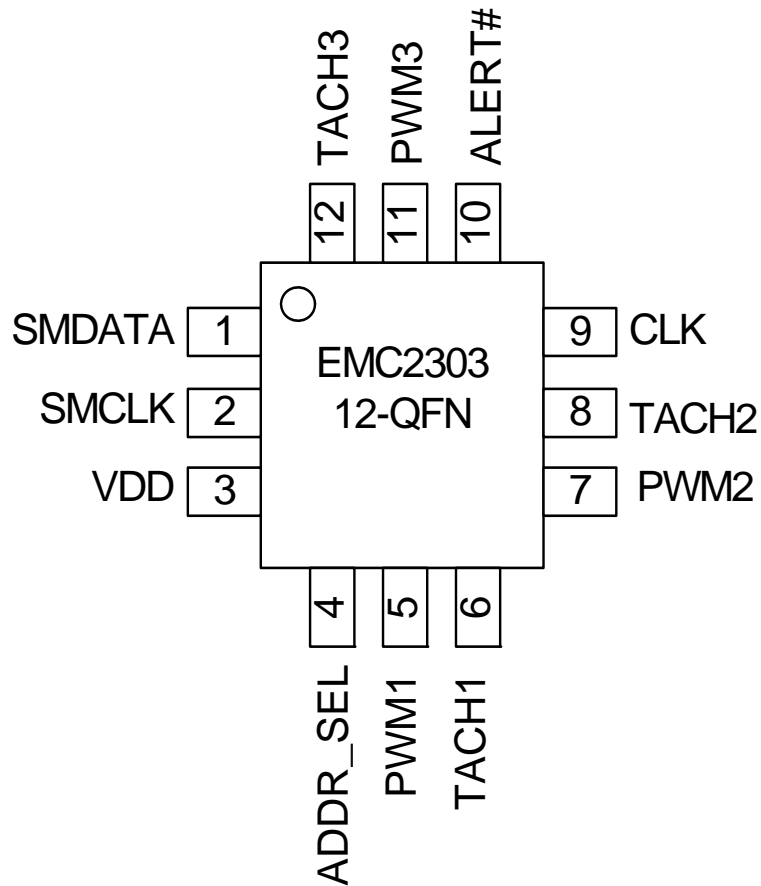 TACH3
PWM3
ALERT#
12
11
10
SMDATA 1
SMCLK 2
VDD 3
EMC2303
12-QFN
9 CLK
8 TACH2
7 PWM2
4
5
6
ADDR_SEL
PWM1
TACH1